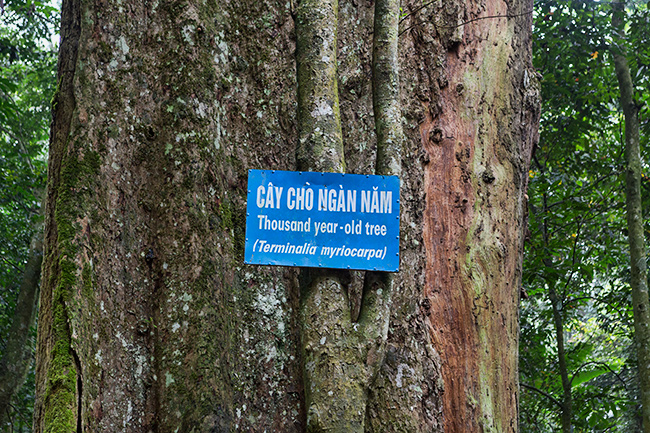 CÂY CHÒ NGÀN NĂM
Thousand year-old tree
(Terminalia myriocarpa)